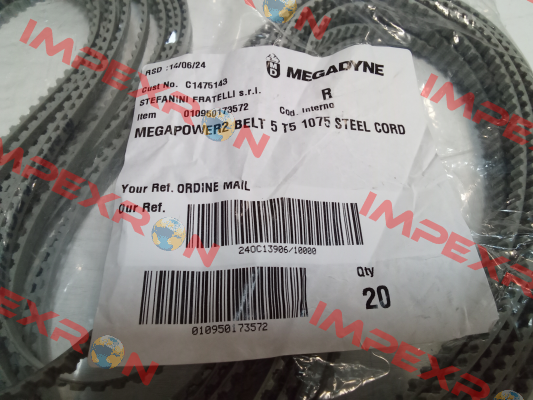 RSD :14/06/24
MEGADYNE
Cust No. C1475143
STEFANINI FRATELLI s.r.l.
R
Item 010950173572
Cod. Interno
MEGAPOWER2 BELT 5 T5 1075 STEEL CORD
Your Ref. ORDINE MAIL
Our Ref.
240C13906/10000
Qty
20
010950173572
IMPEXRON
IMPEXRON
IMPEXRON
IMPEXRON